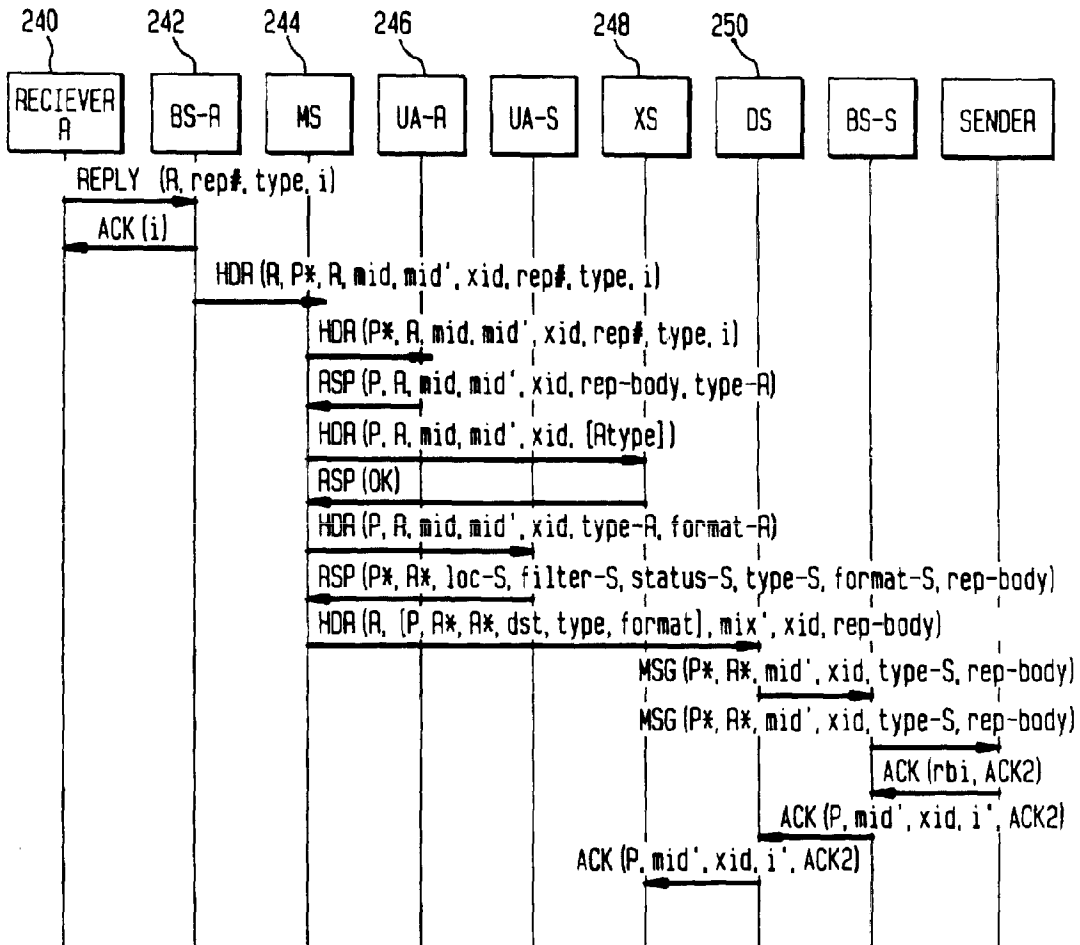 240 242 244 246 248 250
RECIEVER A BS-A MS UA-A UA-S XS DS BS-S SENDER
REPLY (R, rep#, type, i)
ACK (i)
HDR (R, P*, R, mid, mid', xid, rep#, type, i)
HDR (P*, A, mid, mid', xid, rep#, type, i)
RSP (P, A, mid, mid', xid, rep-body, type-A)
HDR (P, A, mid, mid', xid, [Atype])
RSP (OK)
HDR (P, A, mid, mid', xid, type-A, format-A)
RSP (P*, A*, loc-S, filter-S, status-S, type-S, format-S, rep-body)
HDR (A, [P, A*, A*, dst, type, format], mix', xid, rep-body)
MSG (P*, A*, mid', xid, type-S, rep-body)
MSG (P*, A*, mid', xid, type-S, rep-body)
ACK (rbi, ACK2)
ACK (P, mid', xid, i', ACK2)
ACK (P, mid', xid, i', ACK2)